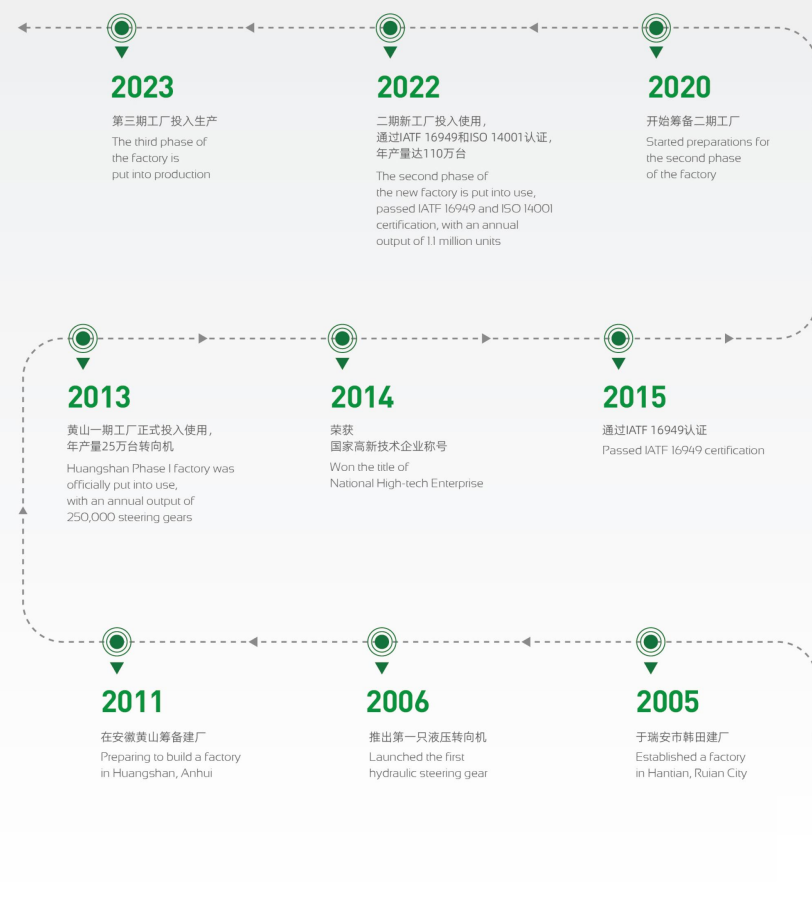 2023
第三期工厂投入生产
The third phase of
the factory is
put into production
2022
二期新工厂投入使用,
通过IATF 16949和ISO 14001认证,
年产量达110万台
The second phase of
the new factory is put into use,
passed IATF 16949 and ISO 14001
certification, with an annual
output of 1.1 million units
2020
开始筹备二期工厂
Started preparations for
the second phase
of the factory
2013
黄山一期工厂正式投入使用,
年产量25万台转向机
Huangshan Phase I factory was
officially put into use,
with an annual output of
250,000 steering gears
2014
荣获
国家高新技术企业称号
Won the title of
National High-tech Enterprise
2015
通过IATF 16949认证
Passed IATF 16949 certification
2011
在安徽黄山筹备建厂
Preparing to build a factory
in Huangshan, Anhui
2006
推出第一只液压转向机
Launched the first
hydraulic steering gear
2005
于瑞安市韩田建厂
Established a factory
in Hantian, Ruian City